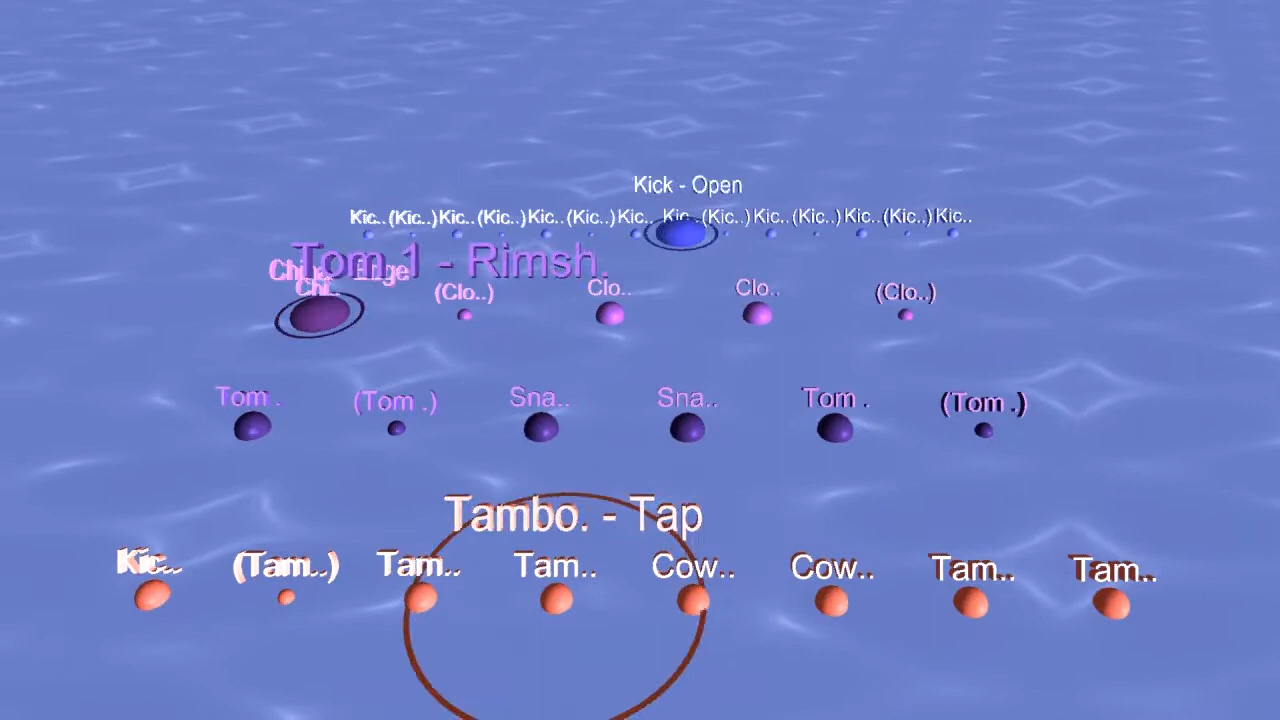 Kick - Open
Kic.. (Kic..) Kic.. (Kic..) Kic.. (Kic..) Kic.. Kic.. (Kic..) Kic.. (Kic..) Kic.. (Kic..) Kic..
Tom 1 - Rimsh.
Chi.. (Clo..) Clo.. Clo.. (Clo..)
Tom . (Tom .) Sna.. Sna.. Tom . (Tom .)
Tambo. - Tap
Kic.. (Tam..) Tam.. Tam.. Cow.. Cow.. Tam.. Tam..